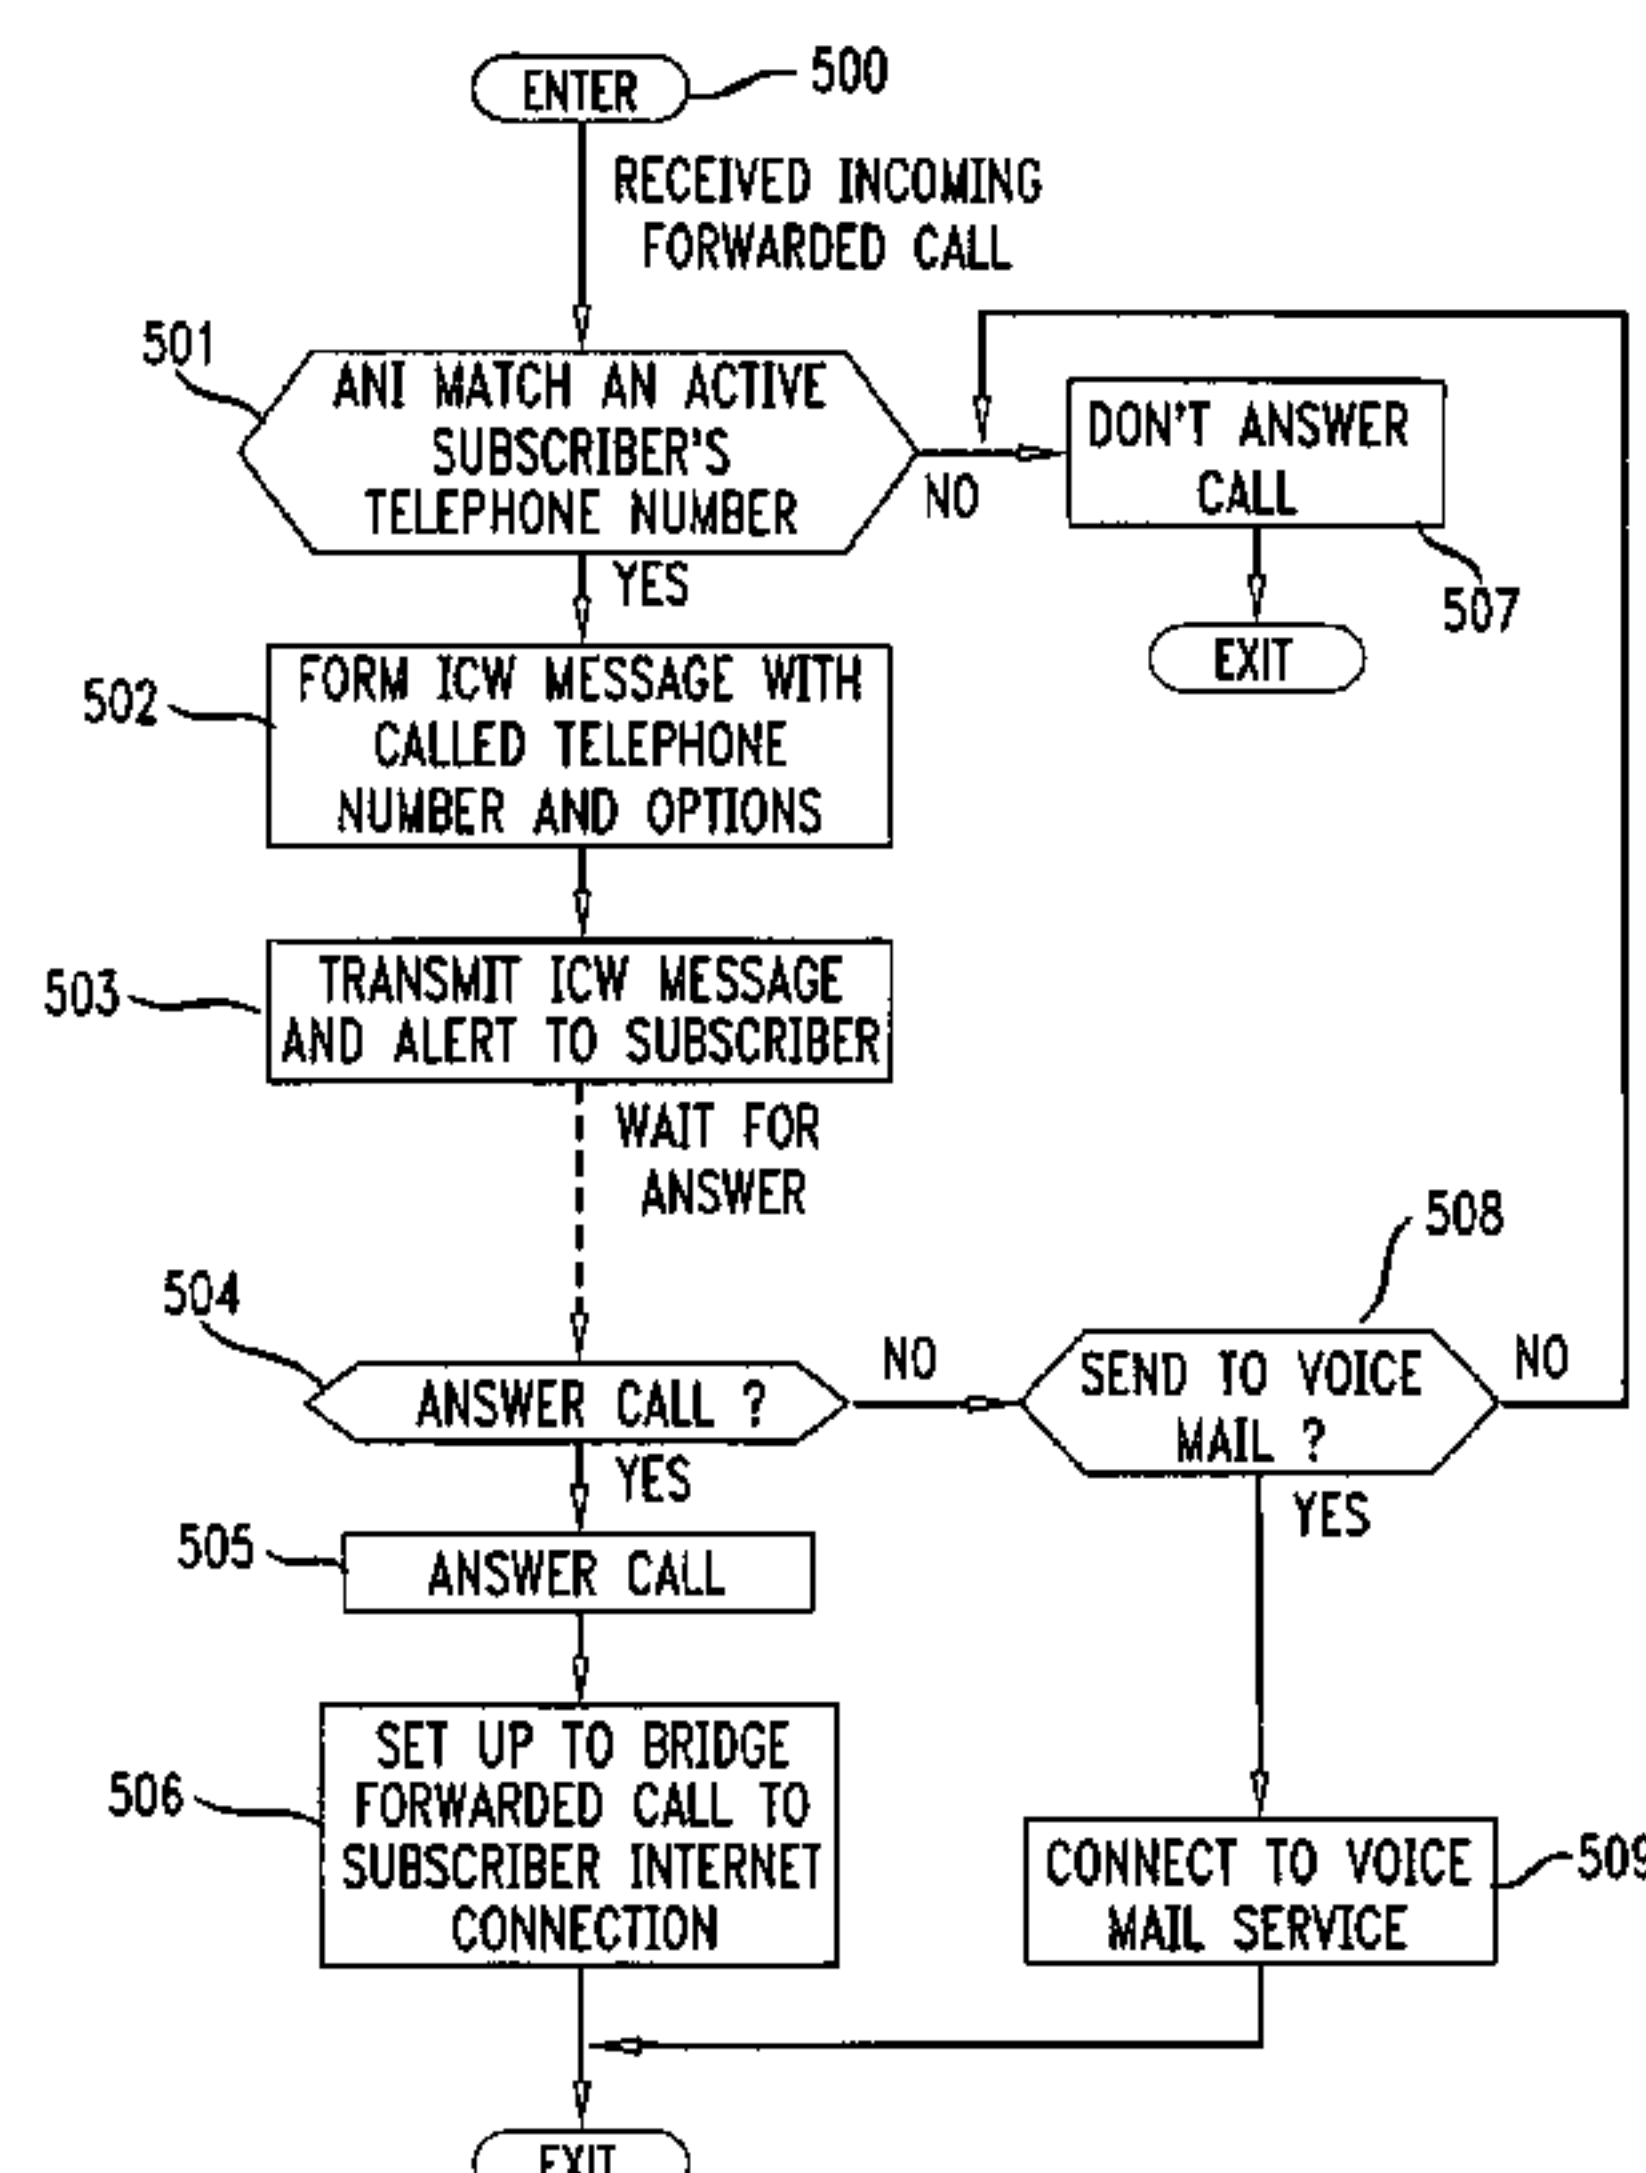 ENTER
500
RECEIVED INCOMING
FORWARDED CALL
501
ANI MATCH AN ACTIVE
SUBSCRIBER'S
TELEPHONE NUMBER
NO
DON'T ANSWER
CALL
507
EXIT
YES
502
FORM ICW MESSAGE WITH
CALLED TELEPHONE
NUMBER AND OPTIONS
503
TRANSMIT ICW MESSAGE
AND ALERT TO SUBSCRIBER
WAIT FOR
ANSWER
504
ANSWER CALL ?
NO
508
SEND TO VOICE
MAIL ?
NO
YES
YES
505
ANSWER CALL
506
SET UP TO BRIDGE
FORWARDED CALL TO
SUBSCRIBER INTERNET
CONNECTION
CONNECT TO VOICE
MAIL SERVICE
509
EXIT